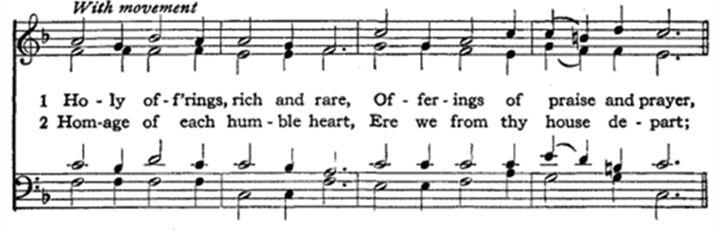 With movement
1 Ho - ly of - f'rings, rich and rare, Of - fer - ings of praise and prayer,
2 Hom-age of each hum - ble heart, Ere we from thy house de - part;